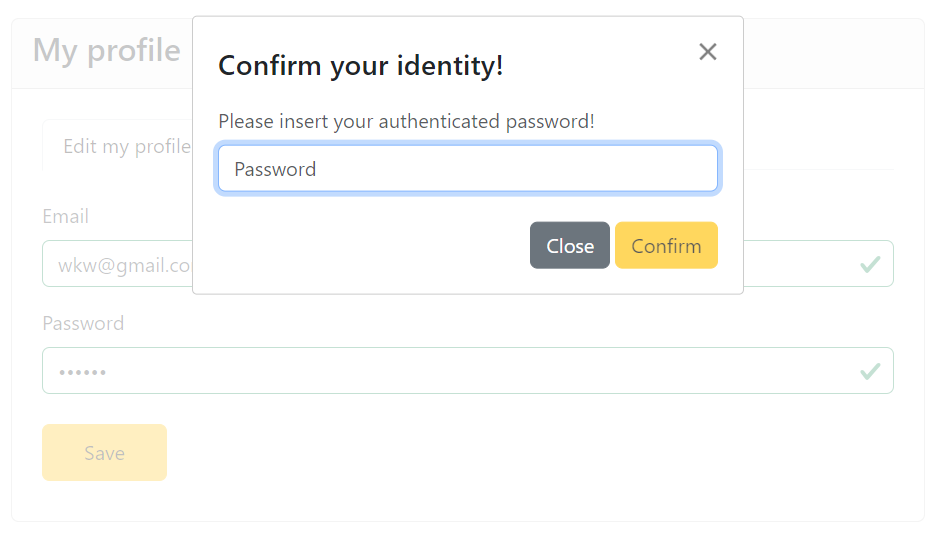 My profile
Confirm your identity!
Please insert your authenticated password!
Password
Close
Confirm
Edit my profile
Email
wkw@gmail.co
Password
••••••
Save